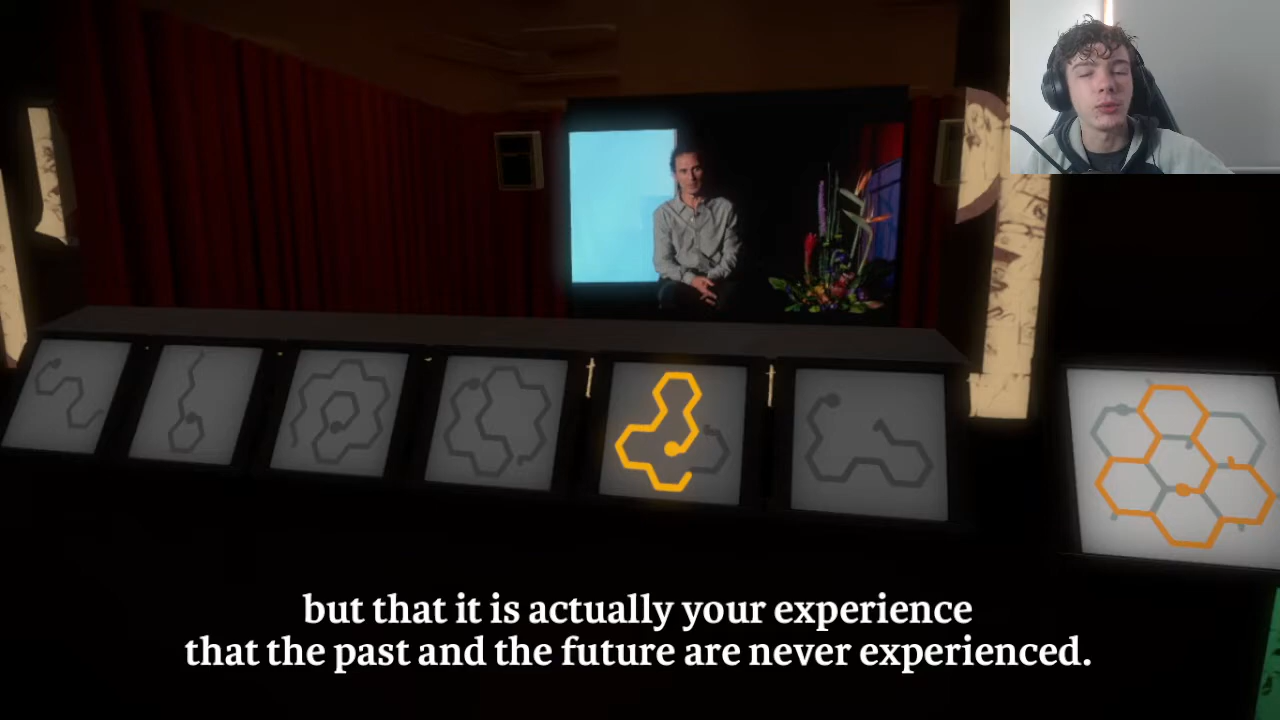 but that it is actually your experience
that the past and the future are never experienced.